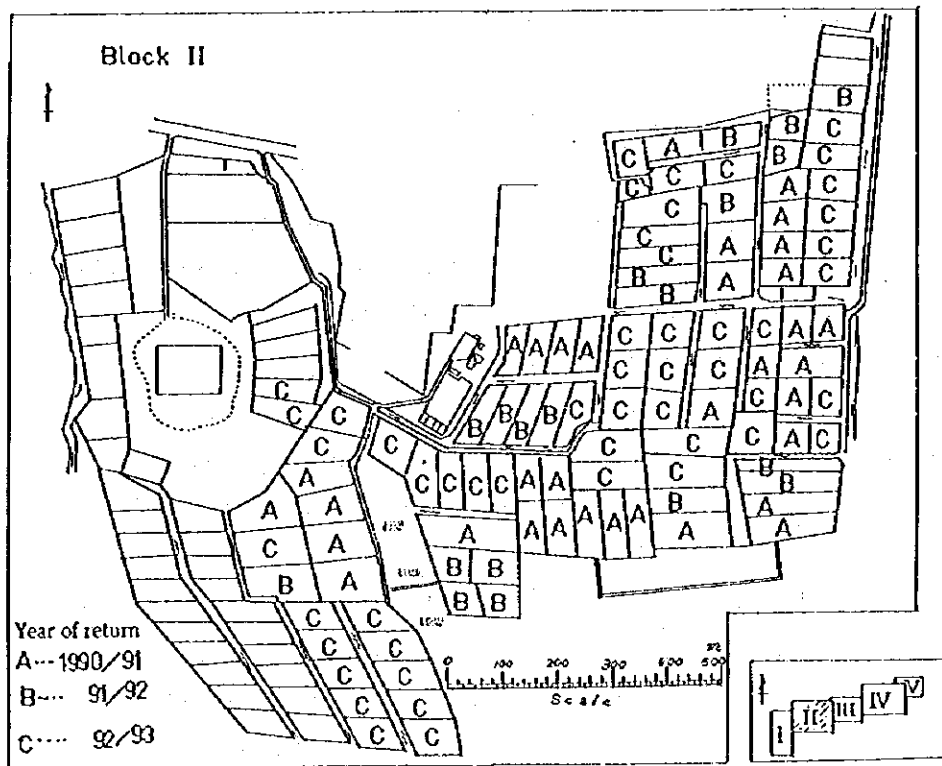 Block II
B
C A B B C
C C C B C
C B A C
C A C
C A A C
B B A A C
A A A A C C C C A A
C C C A A
C B B B B C C C A C A C
C C C C C C A C
C C C C C C A A C C B
A B B
A A A A A A A A A A
C A A
B A B B
B B
C C
C C
C C
C C
C C
Year of return
A...1990/91
B.... 91/92
C.... 92/93
0 100 200 300 400 500
Scale
I II III IV V